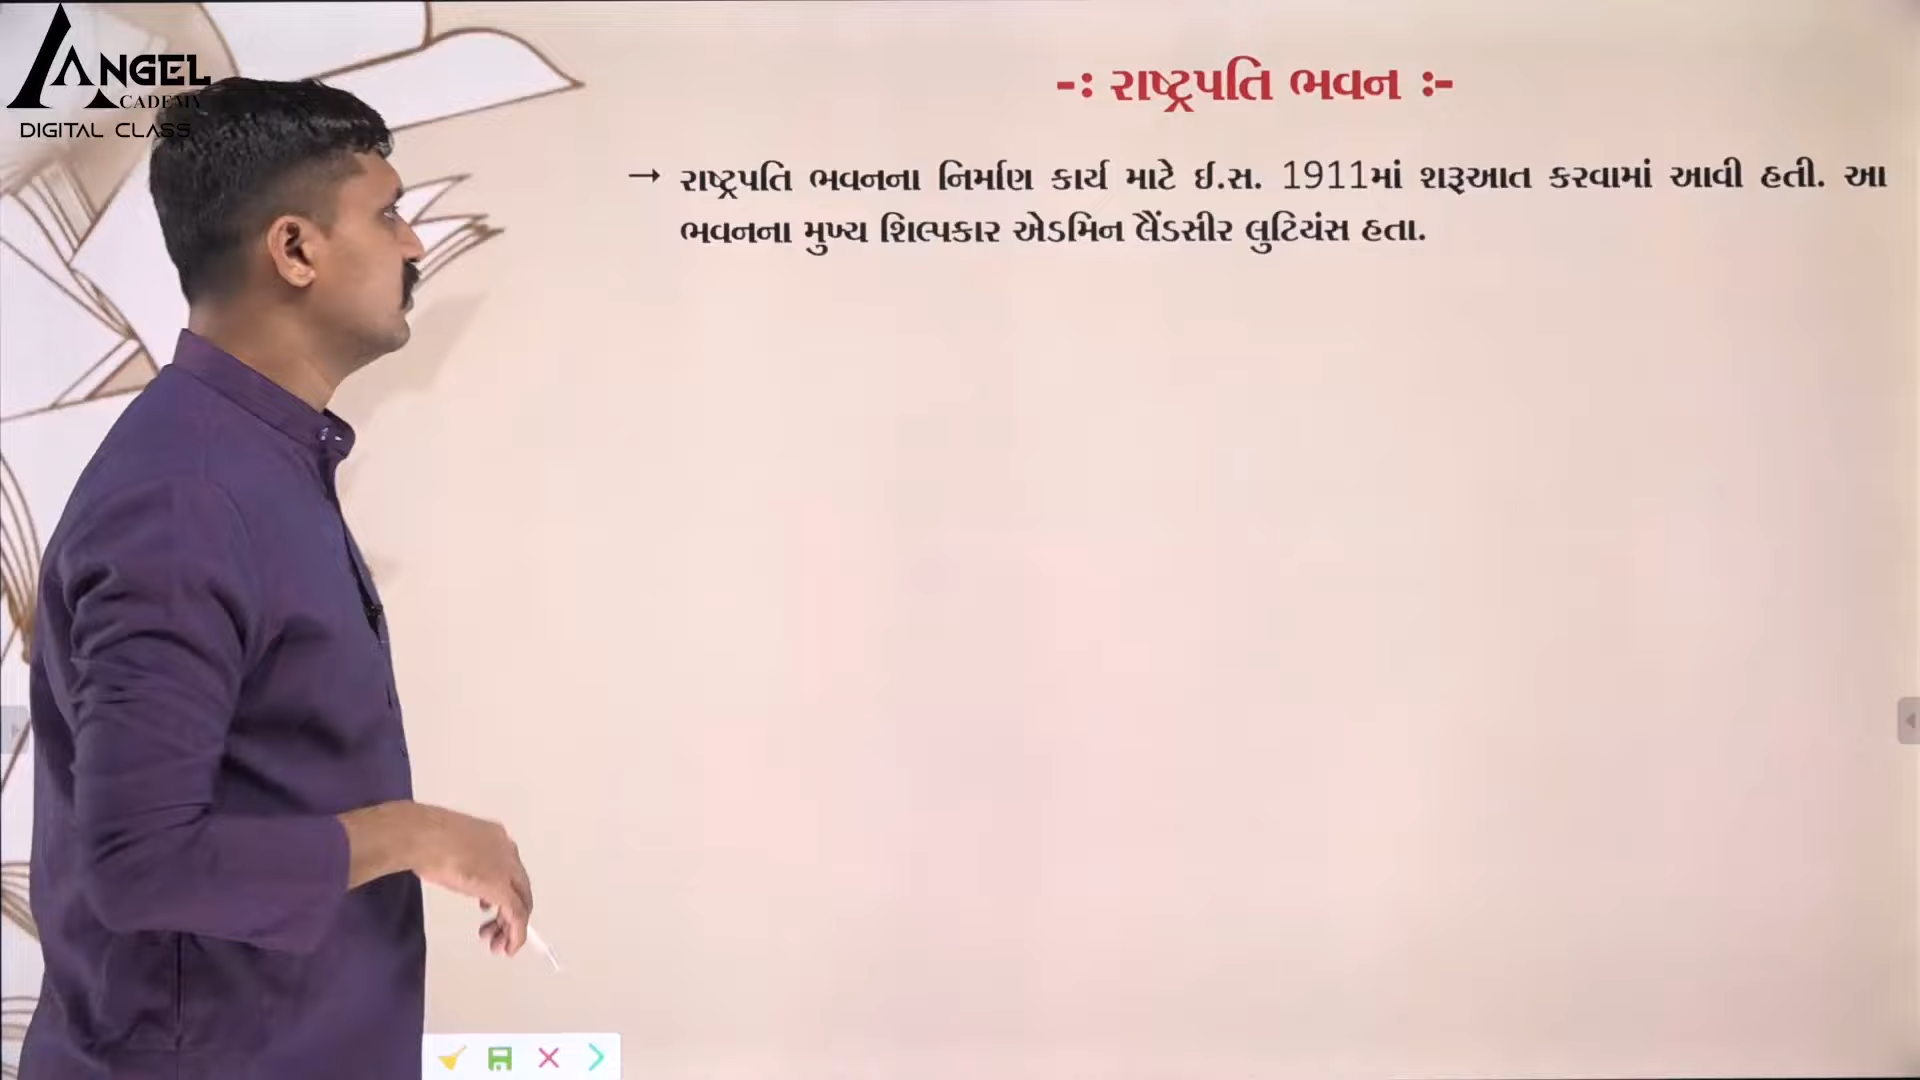 ANGEL
ACADEMY
DIGITAL CLASS
-: રાષ્ટ્રપતિ ભવન :-
→ રાષ્ટ્રપતિ ભવનના નિર્માણ કાર્ય માટે ઈ.સ. 1911માં શરૂઆત કરવામાં આવી હતી. આ
ભવનના મુખ્ય શિલ્પકાર એડમિન લૈંડસીર લુટિયંસ હતા.